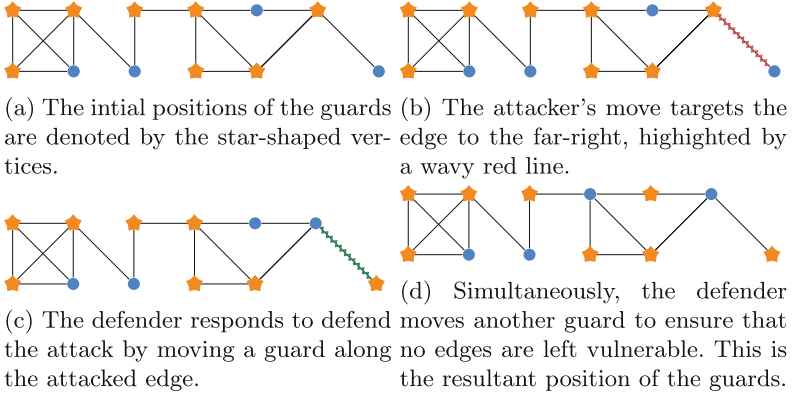 (a) The intial positions of the guards
are denoted by the star-shaped ver-
tices.
(b) The attacker's move targets the
edge to the far-right, highighted by
a wavy red line.
(c) The defender responds to defend
the attack by moving a guard along
the attacked edge.
(d) Simultaneously, the defender
moves another guard to ensure that
no edges are left vulnerable. This is
the resultant position of the guards.